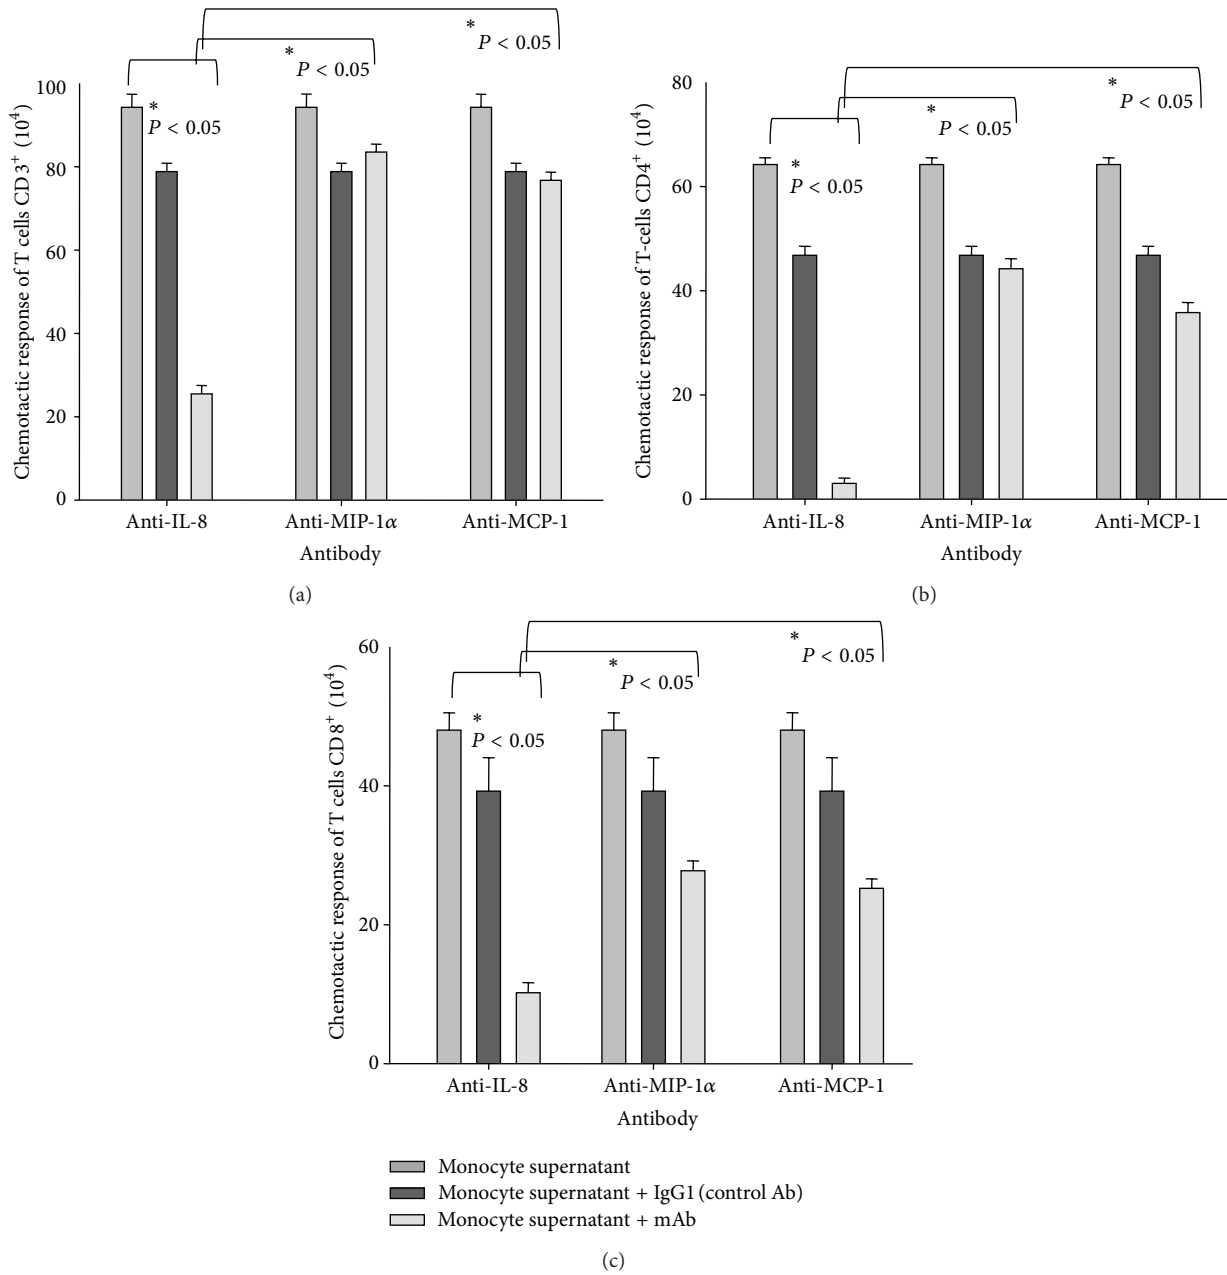 *
P < 0.05
*
P < 0.05
*
P < 0.05
100
80
60
40
20
0
Chemotactic response of T cells CD3⁺ (10⁴)
Anti-IL-8 Anti-MIP-1α Anti-MCP-1
Antibody
(a)
*
P < 0.05
*
P < 0.05
*
P < 0.05
80
60
40
20
0
Chemotactic response of T-cells CD4⁺ (10⁴)
Anti-IL-8 Anti-MIP-1α Anti-MCP-1
Antibody
(b)
*
P < 0.05
*
P < 0.05
*
P < 0.05
60
40
20
0
Chemotactic response of T cells CD8⁺ (10⁴)
Anti-IL-8 Anti-MIP-1α Anti-MCP-1
Antibody
Monocyte supernatant
Monocyte supernatant + IgG1 (control Ab)
Monocyte supernatant + mAb
(c)